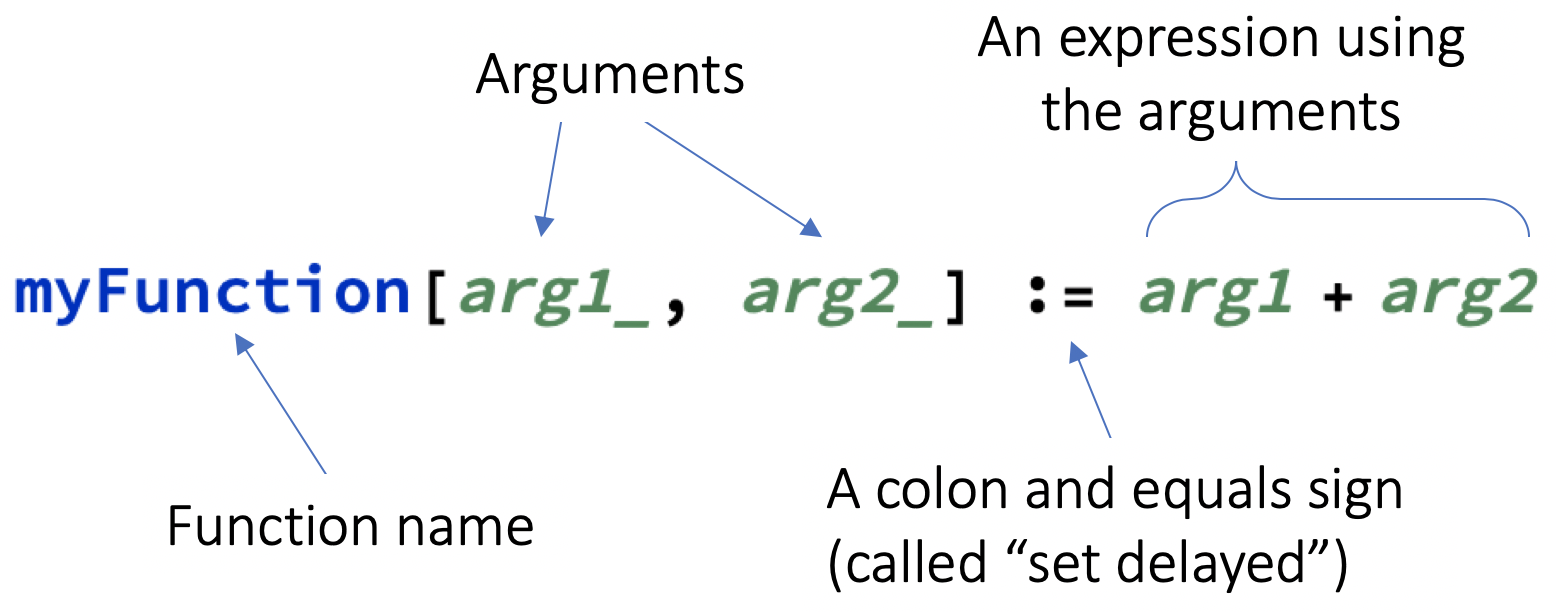 Arguments
An expression using
the arguments
myFunction[arg1_, arg2_] := arg1 + arg2
Function name
A colon and equals sign
(called “set delayed”)